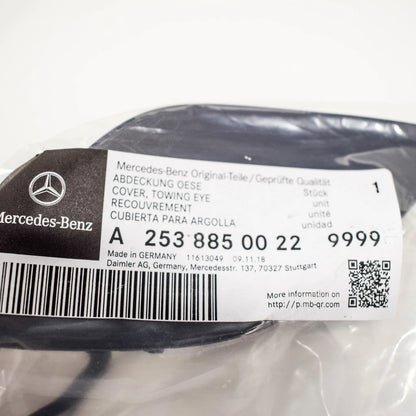 Mercedes-Benz
Mercedes-Benz Original-Teile/Geprüfte Qualität
ABDECKUNG OESE Stück 1
COVER, TOWING EYE unit
RECOUVREMENT unité
CUBIERTA PARA ARGOLLA unidad
A 253 885 00 22 9999
Made in GERMANY 11613049 09.11.18
Daimler AG, Germany, Mercedesstr. 137, 70327 Stuttgart
More information on
http://p.mb-qr.com